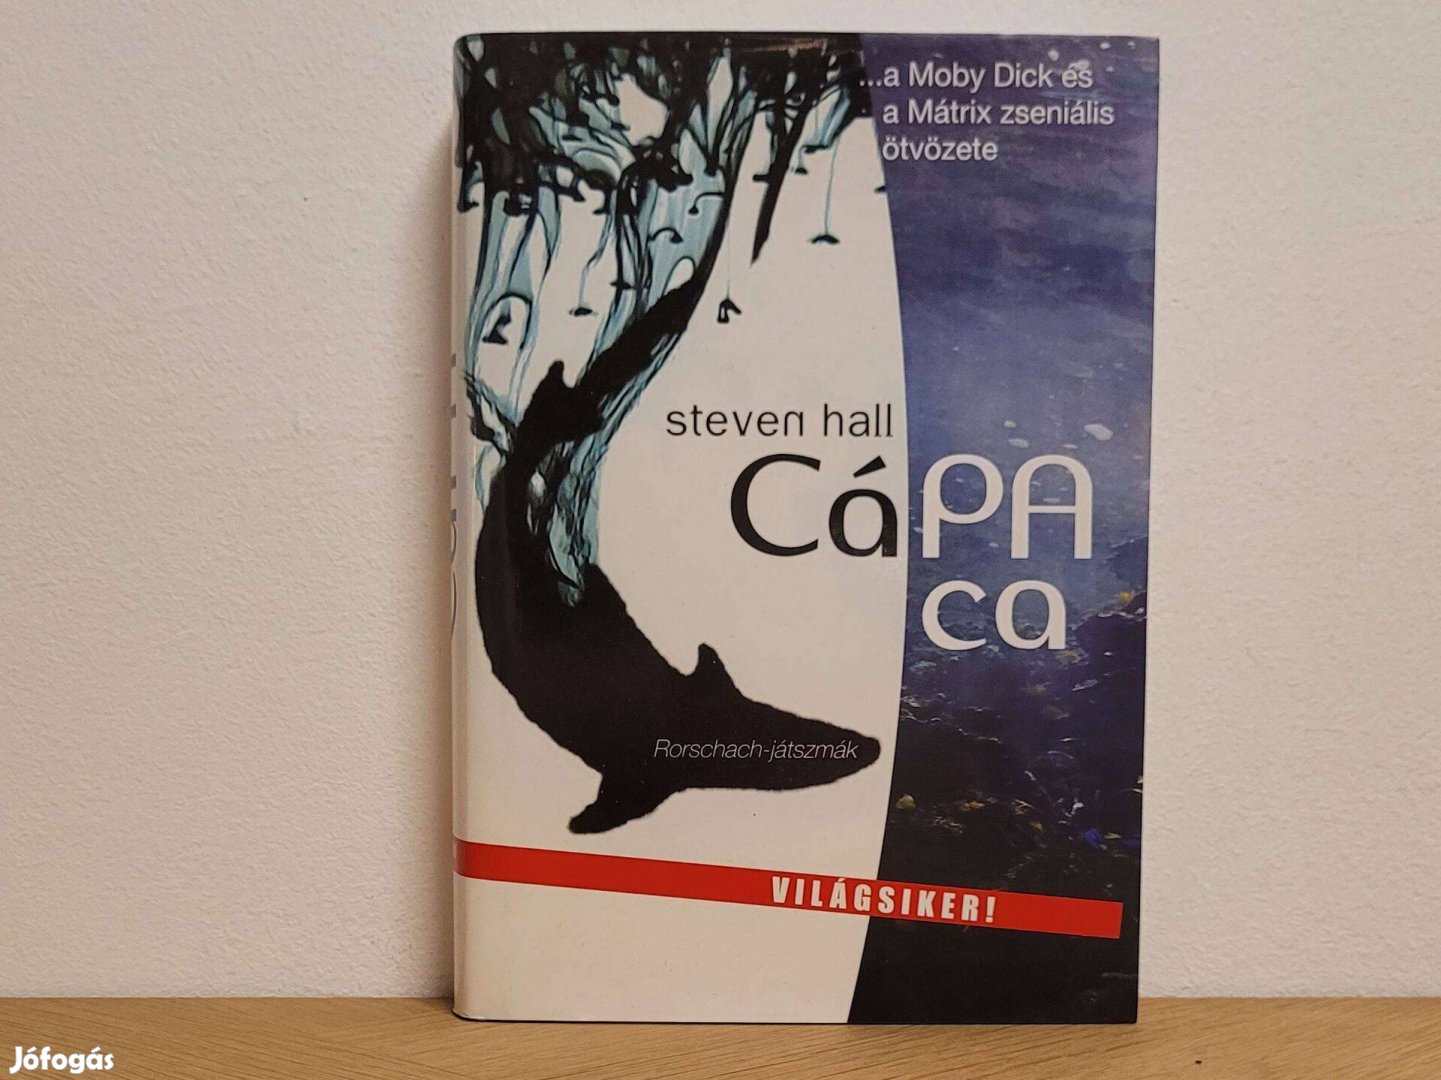 ...a Moby Dick és
a Mátrix zseniális
ötvözete
steven hall
CáPA
ca
Rorschach-játszmák
VILÁGSIKER!
Jófogás